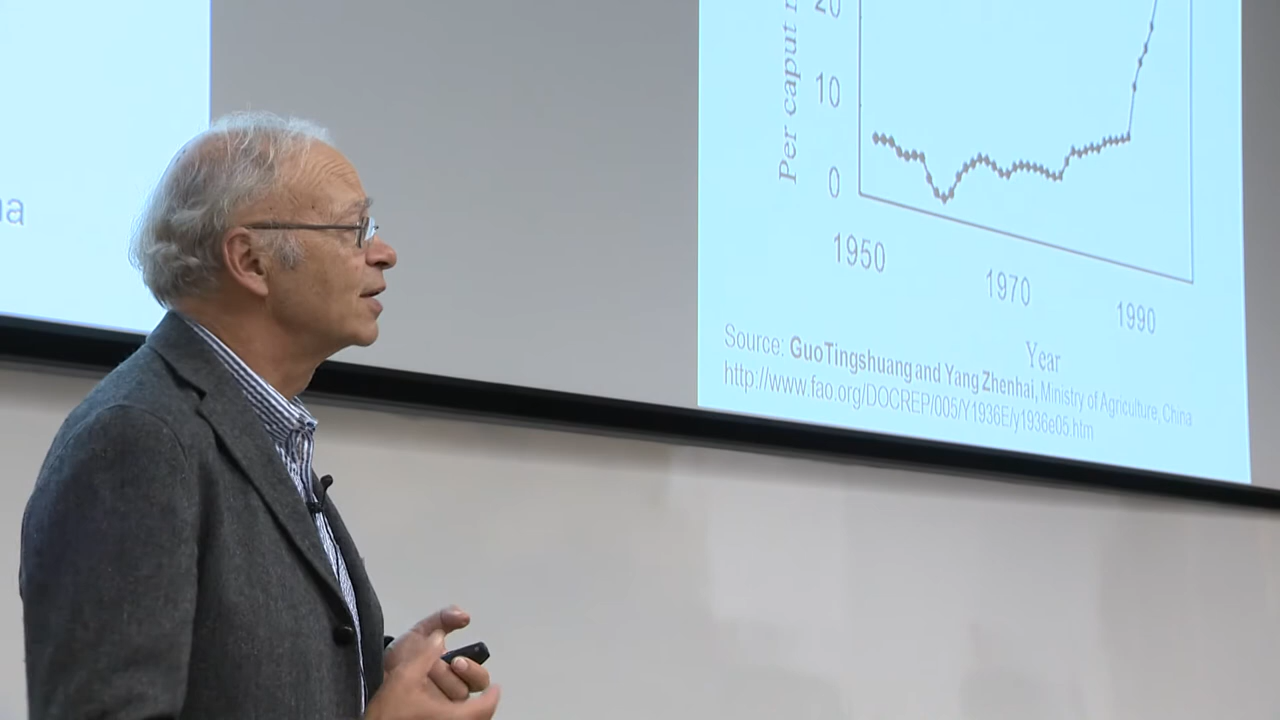 20
Per caput
10
0
1950
1970
1990
Year
Source: GuoTingshuang and Yang Zhenhai, Ministry of Agriculture, China
http://www.fao.org/DOCREP/005/Y1936E/y1936e05.htm